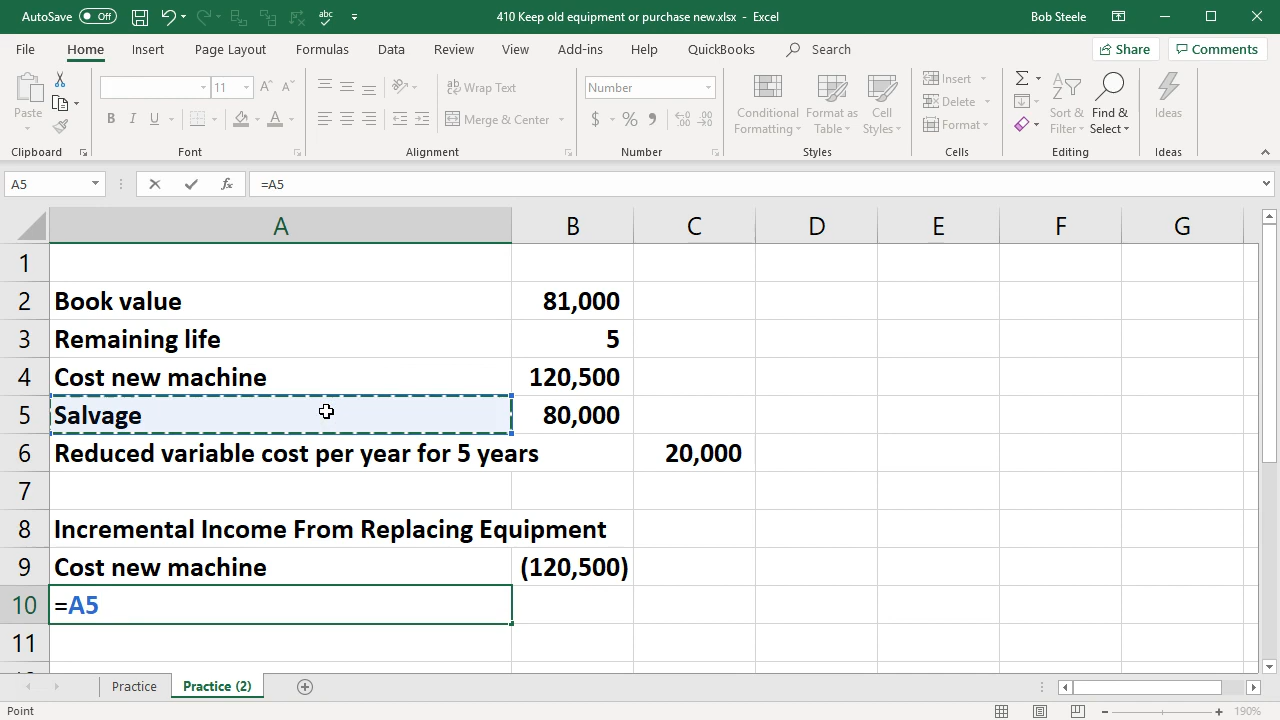 AutoSave Off abc 410 Keep old equipment or purchase new.xlsx - Excel Bob Steele
File Home Insert Page Layout Formulas Data Review View Add-ins Help QuickBooks Search Share Comments
Paste 11 A A ab Wrap Text Number Conditional Formatting Format as Table Cell Styles Insert Σ Sort & Filter Find & Select Ideas
B I U A Merge & Center $ % , Delete
Format
Clipboard Font Alignment Number Styles Cells Editing Ideas
A5 fx =A5
A B C D E F G
1
2 Book value 81,000
3 Remaining life 5
4 Cost new machine 120,500
5 Salvage 80,000
6 Reduced variable cost per year for 5 years 20,000
7
8 Incremental Income From Replacing Equipment
9 Cost new machine (120,500)
10 =A5
11
Practice Practice (2)
Point 190%